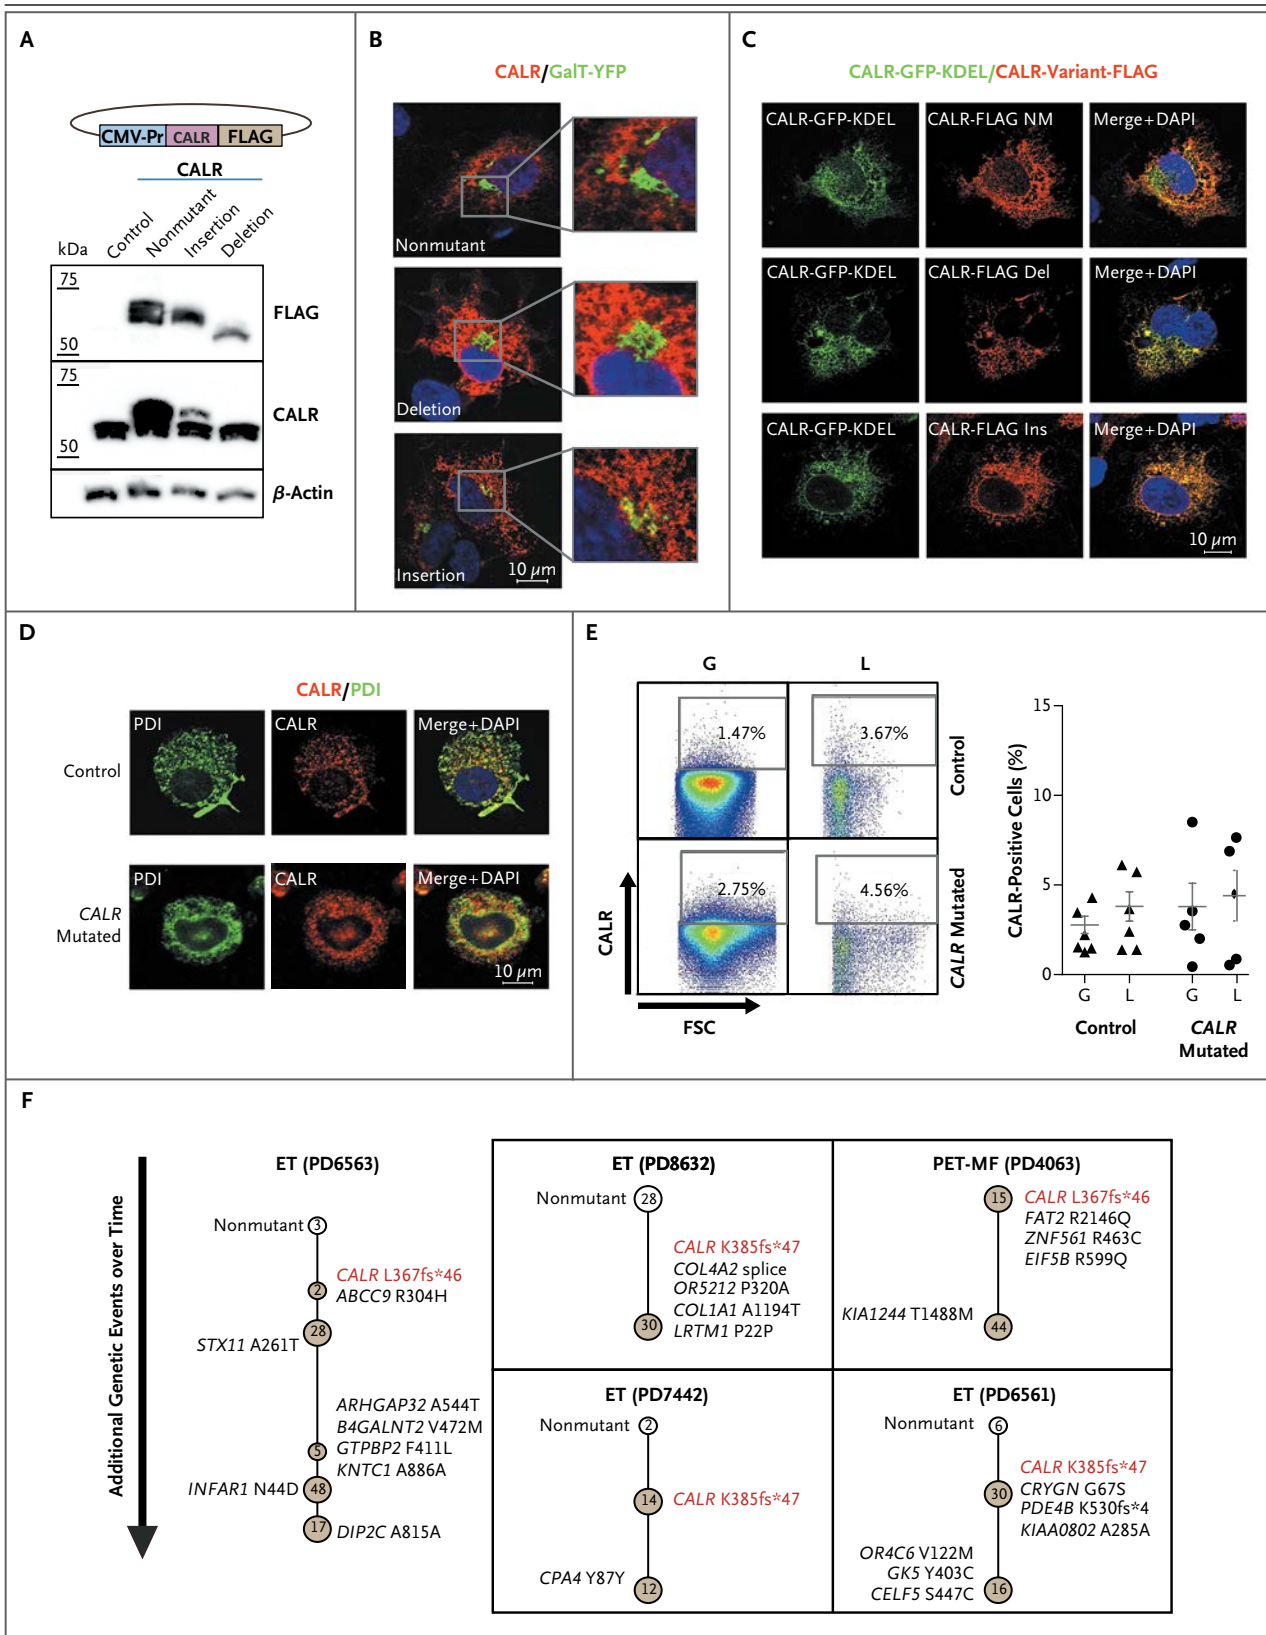 A
CMV-Pr CALR FLAG
CALR
kDa Control Nonmutant Insertion Deletion
75
50
FLAG
75
50
CALR
β-Actin
B
CALR/GalT-YFP
Nonmutant
Deletion
Insertion
10 μm
C
CALR-GFP-KDEL/CALR-Variant-FLAG
CALR-GFP-KDEL CALR-FLAG NM Merge+DAPI
CALR-GFP-KDEL CALR-FLAG Del Merge+DAPI
CALR-GFP-KDEL CALR-FLAG Ins Merge+DAPI
10 μm
D
CALR/PDI
Control
PDI CALR Merge+DAPI
CALR
Mutated
PDI CALR Merge+DAPI
10 μm
E
G L
1.47% 3.67%
Control
2.75% 4.56%
CALR Mutated
CALR
FSC
CALR-Positive Cells (%)
15
10
5
0
G L G L
Control CALR
Mutated
F
Additional Genetic Events over Time
ET (PD6563)
Nonmutant 3
2
CALR L367fs*46
ABCC9 R304H
28
STX11 A261T
ARHGAP32 A544T
B4GALNT2 V472M
GTPBP2 F411L
KNTC1 A886A
5
INFAR1 N44D 48
17 DIP2C A815A
ET (PD8632)
Nonmutant 28
CALR K385fs*47
COL4A2 splice
OR5212 P320A
COL1A1 A1194T
LRTM1 P22P
30
PET-MF (PD4063)
15 CALR L367fs*46
FAT2 R2146Q
ZNF561 R463C
EIF5B R599Q
KIA1244 T1488M 44
ET (PD7442)
Nonmutant 2
14 CALR K385fs*47
CPA4 Y87Y 12
ET (PD6561)
Nonmutant 6
CALR K385fs*47
30 CRYGN G67S
PDE4B K530fs*4
KIAA0802 A285A
OR4C6 V122M
GK5 Y403C
CELF5 S447C 16